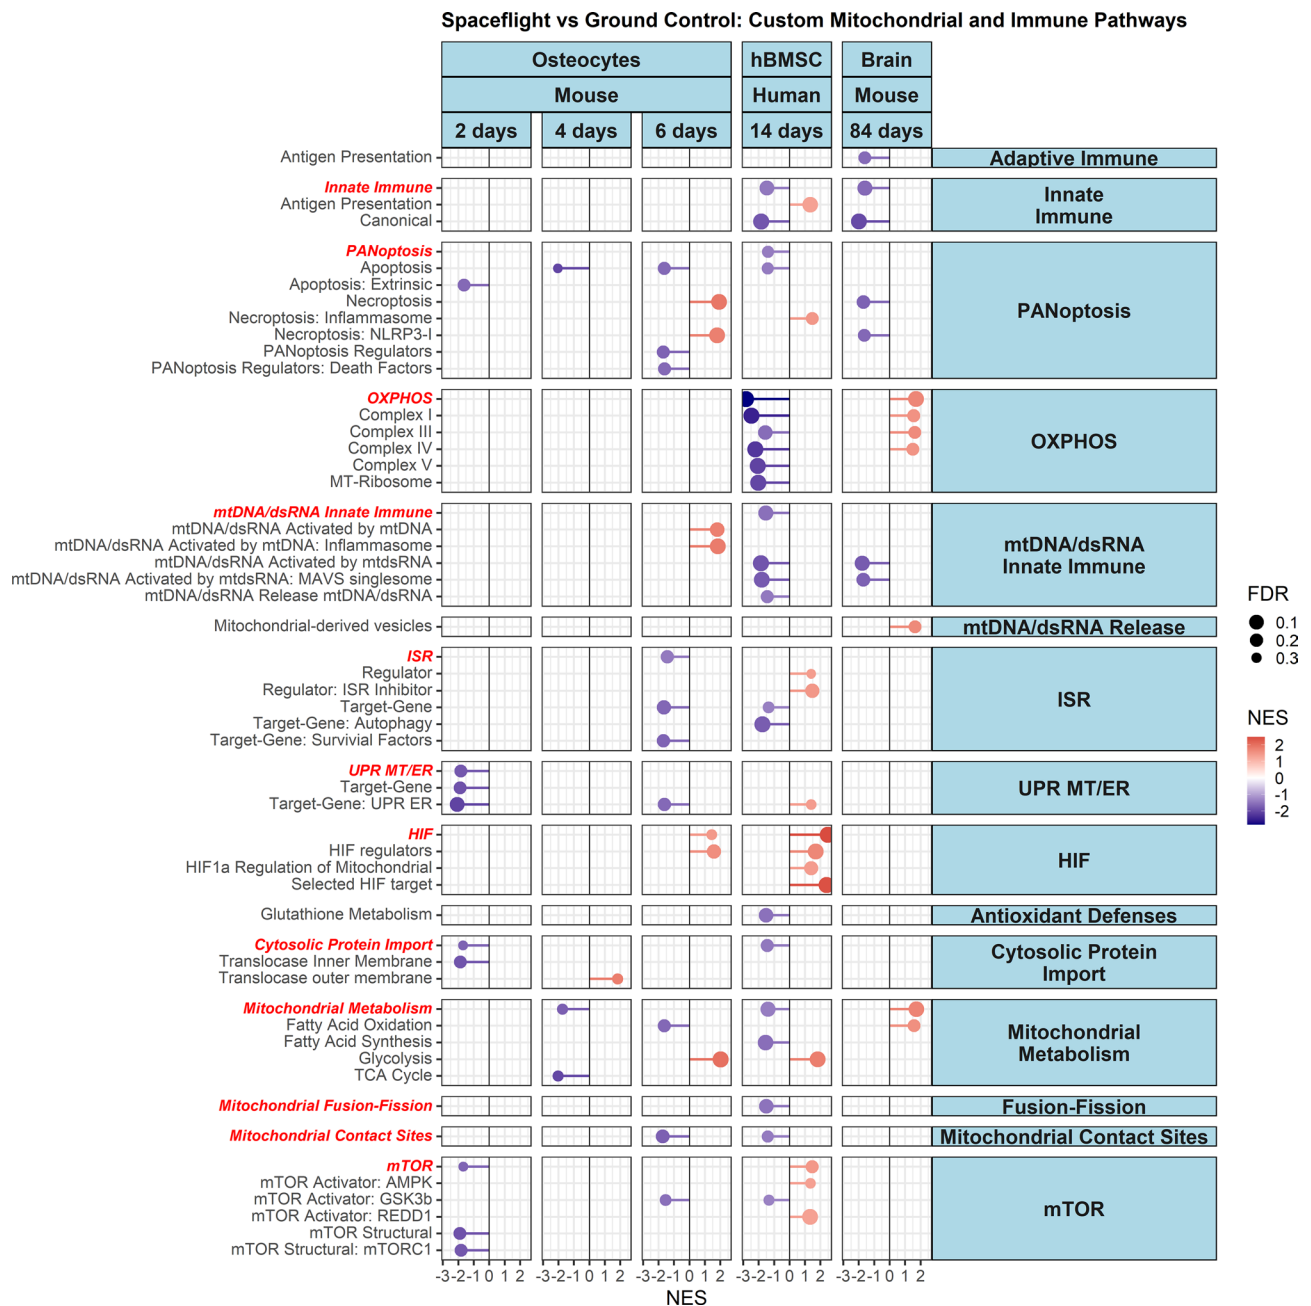 Spaceflight vs Ground Control: Custom Mitochondrial and Immune Pathways
Osteocytes
hBMSC
Brain
Mouse
Human
Mouse
2 days
4 days
6 days
14 days
84 days
Antigen Presentation
Adaptive Immune
Innate Immune
Antigen Presentation
Canonical
Innate
Immune
PANoptosis
Apoptosis
Apoptosis: Extrinsic
Necroptosis
Necroptosis: Inflammasome
Necroptosis: NLRP3-I
PANoptosis Regulators
PANoptosis Regulators: Death Factors
PANoptosis
OXPHOS
Complex I
Complex III
Complex IV
Complex V
MT-Ribosome
OXPHOS
mtDNA/dsRNA Innate Immune
mtDNA/dsRNA Activated by mtDNA
mtDNA/dsRNA Activated by mtDNA: Inflammasome
mtDNA/dsRNA Activated by mtdsRNA
mtDNA/dsRNA Activated by mtdsRNA: MAVS singlesome
mtDNA/dsRNA Release mtDNA/dsRNA
mtDNA/dsRNA
Innate Immune
Mitochondrial-derived vesicles
mtDNA/dsRNA Release
ISR
Regulator
Regulator: ISR Inhibitor
Target-Gene
Target-Gene: Autophagy
Target-Gene: Survivial Factors
ISR
UPR MT/ER
Target-Gene
Target-Gene: UPR ER
UPR MT/ER
HIF
HIF regulators
HIF1a Regulation of Mitochondrial
Selected HIF target
HIF
Glutathione Metabolism
Antioxidant Defenses
Cytosolic Protein Import
Translocase Inner Membrane
Translocase outer membrane
Cytosolic Protein
Import
Mitochondrial Metabolism
Fatty Acid Oxidation
Fatty Acid Synthesis
Glycolysis
TCA Cycle
Mitochondrial
Metabolism
Mitochondrial Fusion-Fission
Fusion-Fission
Mitochondrial Contact Sites
Mitochondrial Contact Sites
mTOR
mTOR Activator: AMPK
mTOR Activator: GSK3b
mTOR Activator: REDD1
mTOR Structural
mTOR Structural: mTORC1
mTOR
-3-2-1 0 1 2
-3-2-1 0 1 2
-3-2-1 0 1 2
-3-2-1 0 1 2
-3-2-1 0 1 2
NES
FDR
0.1
0.2
0.3
NES
2
1
0
-1
-2